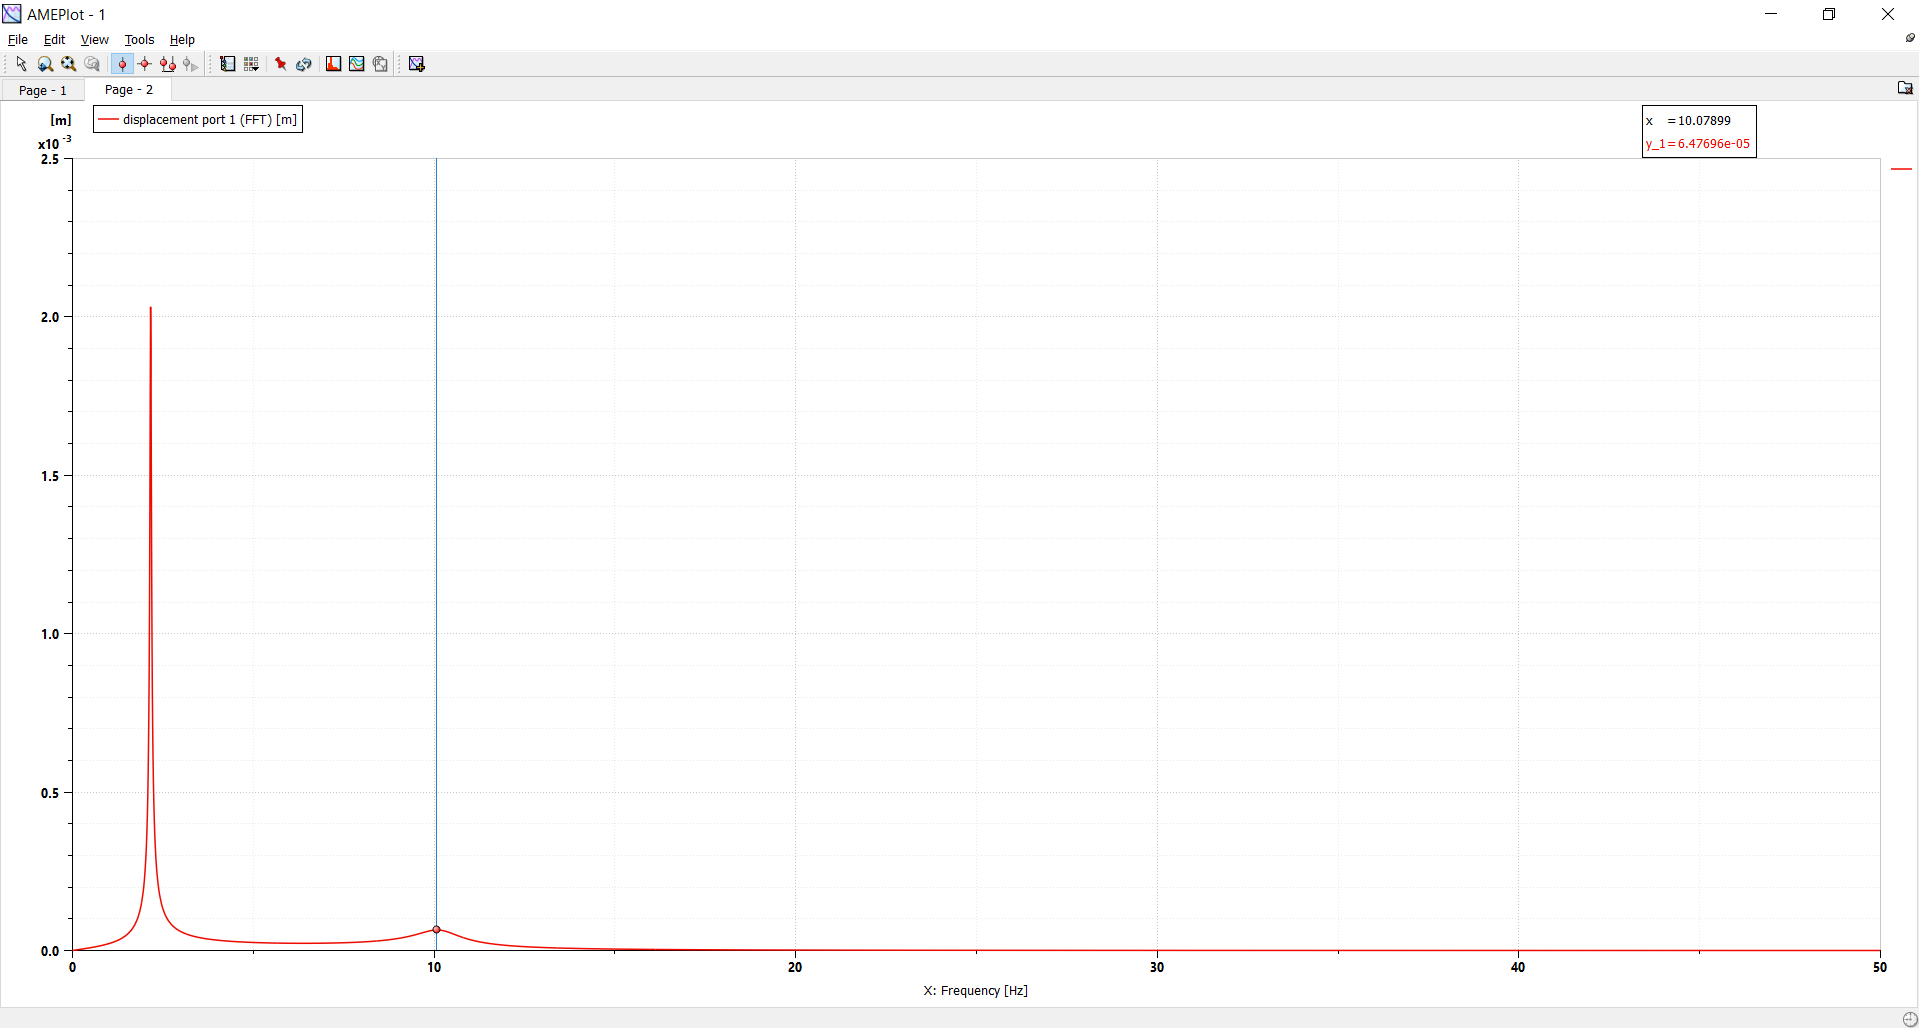 AMEPlot - 1
File Edit View Tools Help
Page - 1 Page - 2
[m]
displacement port 1 (FFT) [m]
x =10.07899
y_1=6.47696e-05
x10 -3
2.5
2.0
1.5
1.0
0.5
0.0
0 10 20 30 40 50
X: Frequency [Hz]